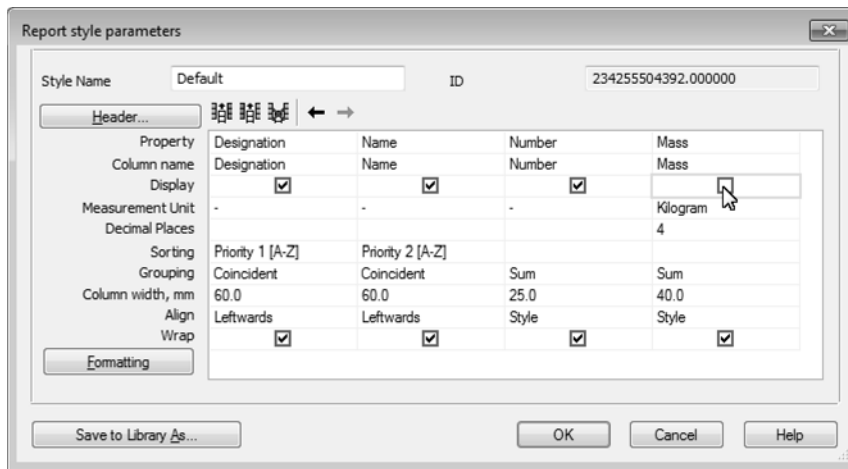 Report style parameters
Style Name Default ID 234255504392.000000
Header...
Property Designation Name Number Mass
Column name Designation Name Number Mass
Display
Measurement Unit - - - Kilogram
Decimal Places 4
Sorting Priority 1 [A-Z] Priority 2 [A-Z]
Grouping Coincident Coincident Sum Sum
Column width, mm 60.0 60.0 25.0 40.0
Align Leftwards Leftwards Style Style
Wrap
Formatting
Save to Library As... OK Cancel Help